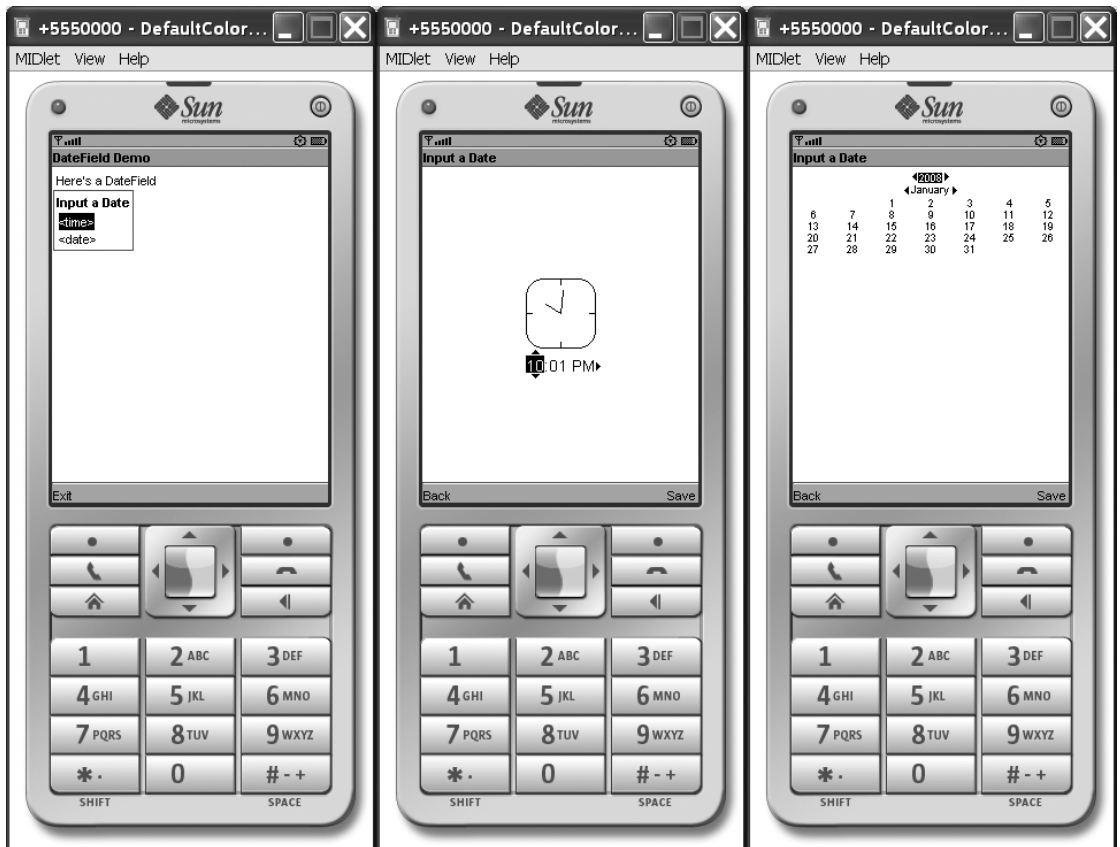 +5550000 - DefaultColor...
MIDlet View Help
Sun
microsystems
DateField Demo
Here's a DateField
Input a Date
<time>
<date>
Exit
1
2 ABC
3 DEF
4 GHI
5 JKL
6 MNO
7 PQRS
8 TUV
9 WXYZ
* .
0
# - +
SHIFT
SPACE
+5550000 - DefaultColor...
MIDlet View Help
Sun
microsystems
Input a Date
10:01 PM
Back
Save
1
2 ABC
3 DEF
4 GHI
5 JKL
6 MNO
7 PQRS
8 TUV
9 WXYZ
* .
0
# - +
SHIFT
SPACE
+5550000 - DefaultColor...
MIDlet View Help
Sun
microsystems
Input a Date
2008
January
1 2 3 4 5
6 7 8 9 10 11 12
13 14 15 16 17 18 19
20 21 22 23 24 25 26
27 28 29 30 31
Back
Save
1
2 ABC
3 DEF
4 GHI
5 JKL
6 MNO
7 PQRS
8 TUV
9 WXYZ
* .
0
# - +
SHIFT
SPACE